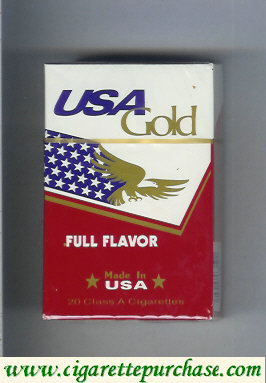 USA
Gold
FULL FLAVOR
Made In
USA
20 Class A Cigarettes
www.cigarettepurchase.com